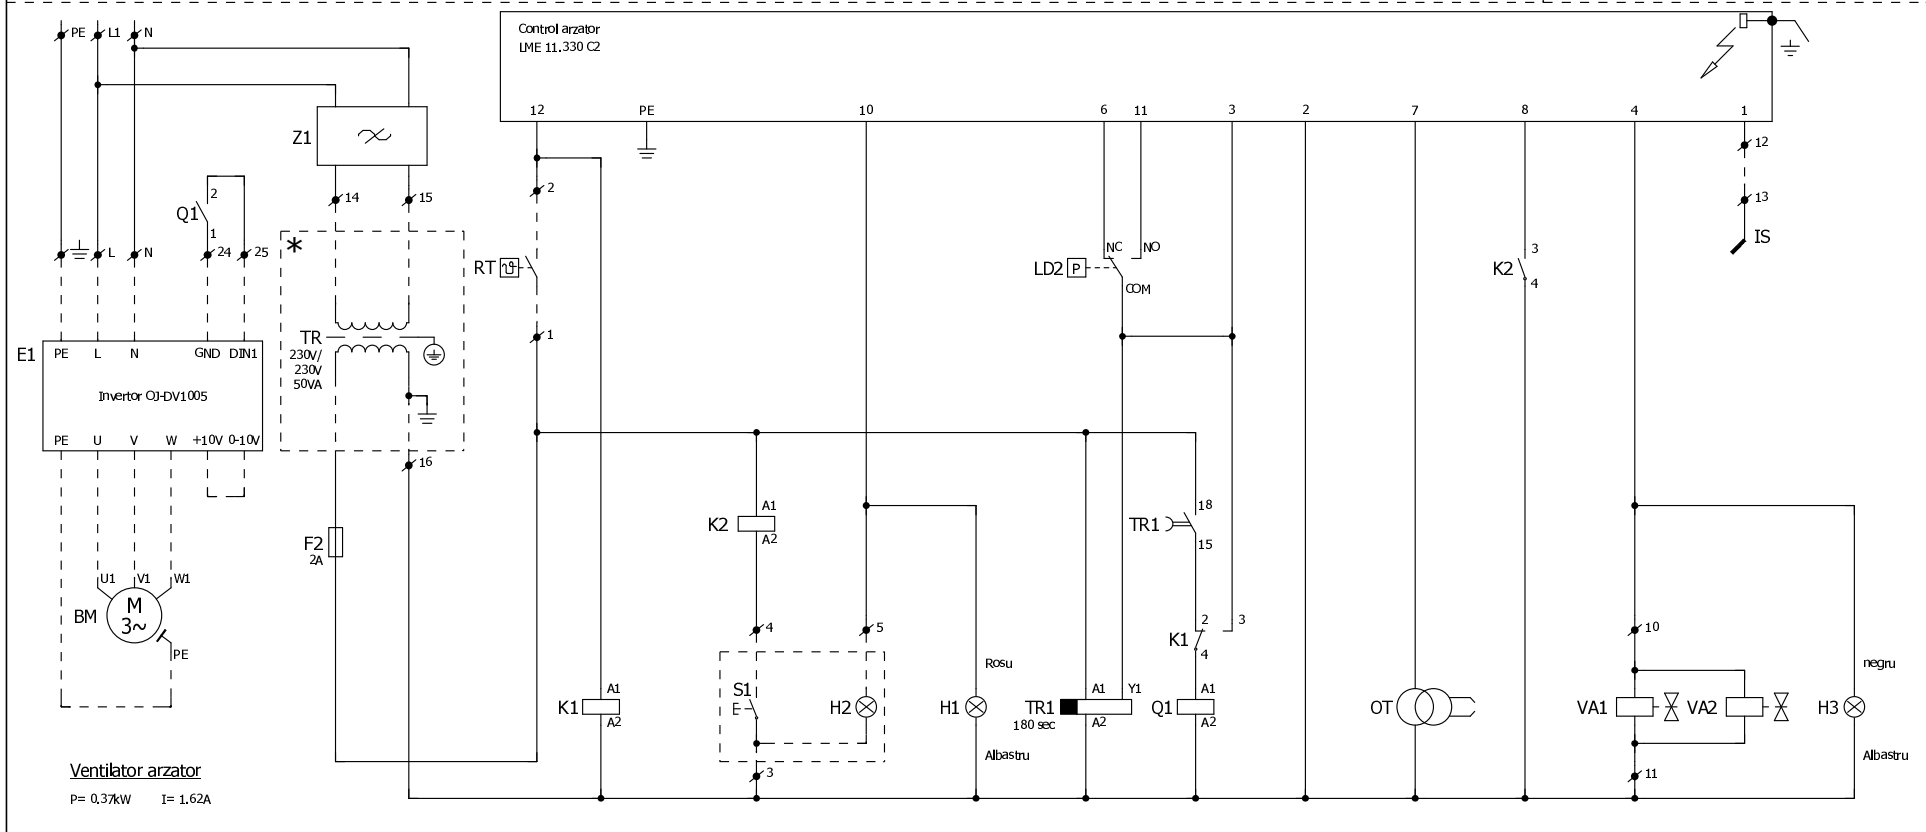 PE L1 N
Control arzator
LME 11.330 C2
12 PE 10 6 11 3 2 7 8 4 1
Z1
12
2 14 15 2 13
Q1
1
L N 24 25
*
RT
NC NO
LD2 P
COM
K2
3
4
IS
TR
230V/
230V
50VA
1
E1
PE L N GND DIN1
Invertor OJ-DV1005
PE U V W +10V 0-10V
16
F2
2A
K2
A1
A2
TR1
18
15
U1 V1 W1
BM
M
3~
PE
4 5
K1
2
3
4
10
Rosu
negru
S1
E
H2
H1
K1
A1
A2
TR1
180 sec
A1 Y1
A2
Q1
A1
A2
OT
VA1
VA2
H3
Albastru
Albastru
3
11
Ventilator arzator
P= 0.37kW I= 1.62A